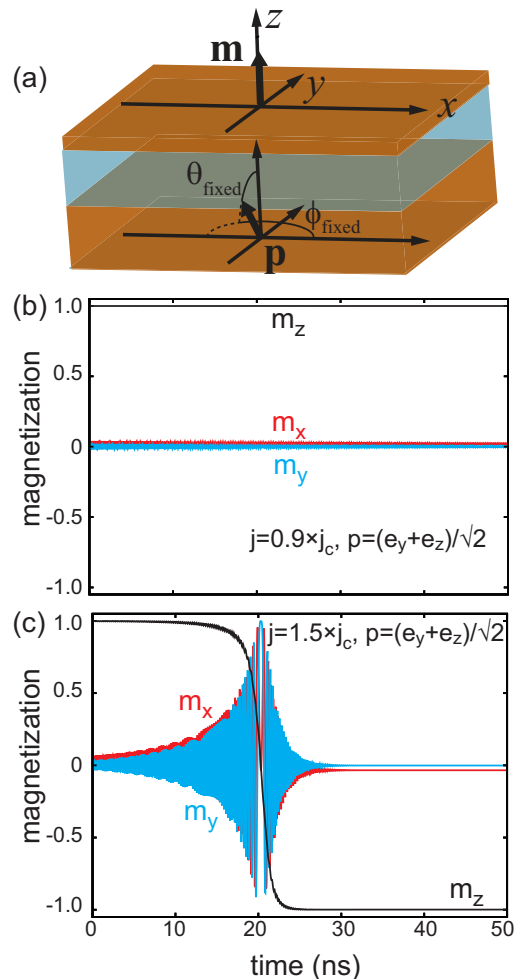 (a)
z
m
y
x
θfixed
ϕfixed
p
(b)
1.0
mz
0.5
magnetization
mx
0
my
-0.5
j=0.9×jc, p=(ey+ez)/√2
-1.0
(c)
1.0
j=1.5×jc, p=(ey+ez)/√2
0.5
mx
magnetization
0
my
-0.5
mz
-1.0
0 10 20 30 40 50
time (ns)